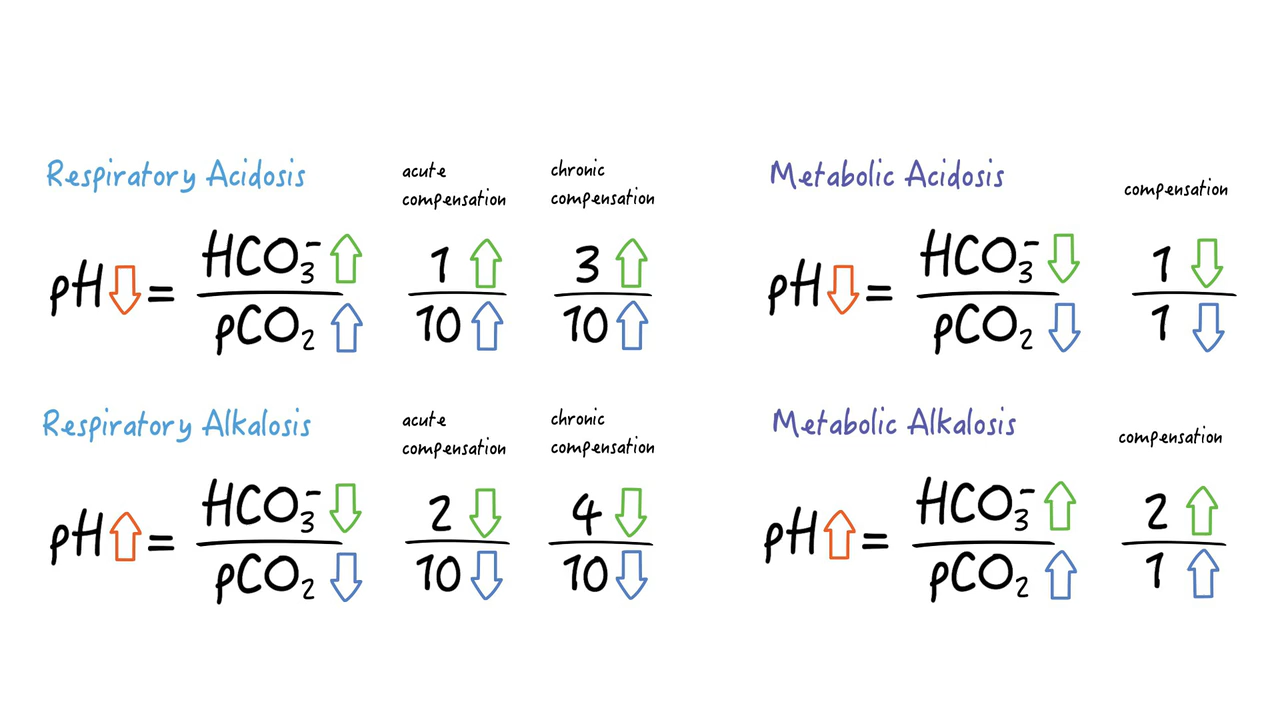 Respiratory Acidosis
acute
compensation
chronic
compensation
pH⇩ = HCO₃⁻⇧ / pCO₂⇧
1⇧ / 10⇧
3⇧ / 10⇧
Metabolic Acidosis
compensation
pH⇩ = HCO₃⁻⇩ / pCO₂⇩
1⇩ / 1⇩
Respiratory Alkalosis
acute
compensation
chronic
compensation
pH⇧ = HCO₃⁻⇩ / pCO₂⇩
2⇩ / 10⇩
4⇩ / 10⇩
Metabolic Alkalosis
compensation
pH⇧ = HCO₃⁻⇧ / pCO₂⇧
2⇧ / 1⇧